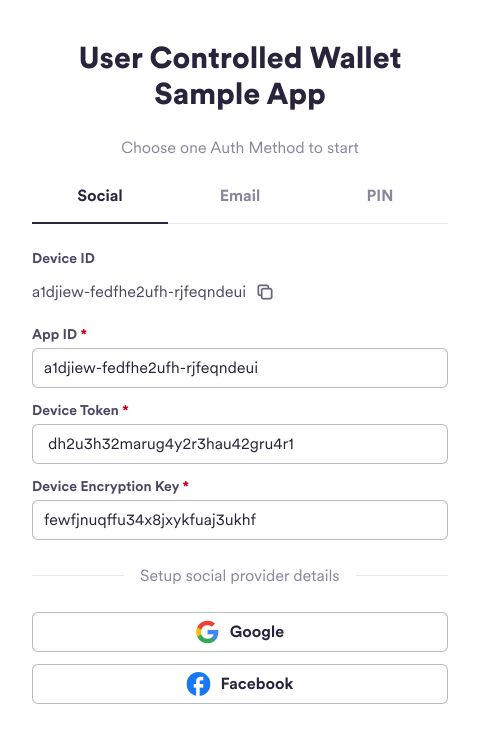 User Controlled Wallet
Sample App
Choose one Auth Method to start
Social Email PIN
Device ID
a1djiew-fedfhe2ufh-rjfeqndeui
App ID *
a1djiew-fedfhe2ufh-rjfeqndeui
Device Token *
dh2u3h32marug4y2r3hau42gru4r1
Device Encryption Key *
fewfjnuqffu34x8jxykfuaj3ukhf
Setup social provider details
Google
Facebook